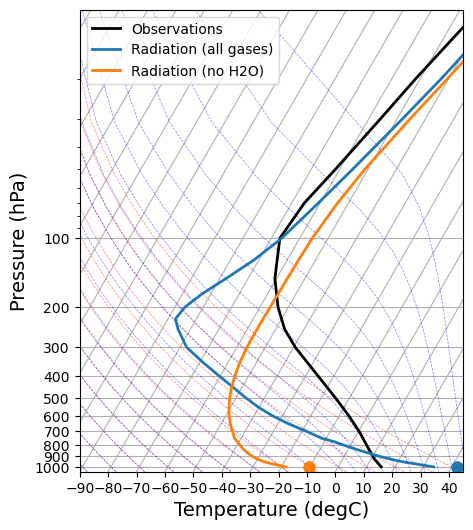 Observations
Radiation (all gases)
Radiation (no H2O)
Pressure (hPa)
100
200
300
400
500
600
700
800
900
1000
−90 −80 −70 −60 −50 −40 −30 −20 −10 0 10 20 30 40
Temperature (degC)